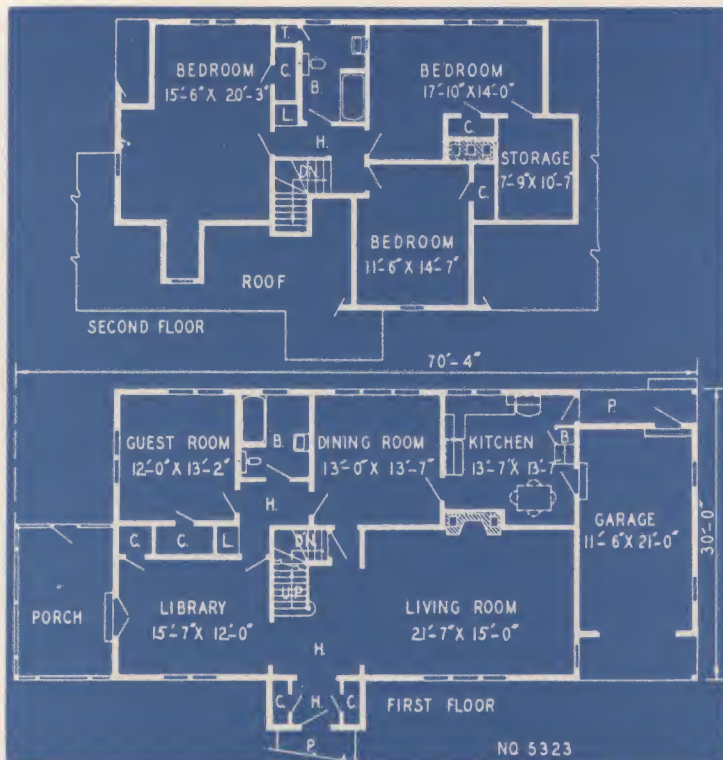 T.
BEDROOM
15'-6" X 20'-3"
C.
B.
BEDROOM
17'-10" X 14'-0"
L.
H.
C.
DN.
STORAGE
7'-9" X 10'-7"
C.
BEDROOM
11'-6" X 14'-7"
ROOF
SECOND FLOOR
70'-4"
P.
GUEST ROOM
12'-0" X 13'-2"
B.
DINING ROOM
13'-0" X 13'-7"
KITCHEN
13'-7" X 13'-7"
B
H.
GARAGE
11'-6" X 21'-0"
30'-0"
C.
C.
L.
DN.
UP
PORCH
LIBRARY
15'-7" X 12'-0"
LIVING ROOM
21'-7" X 15'-0"
H.
C.
H.
C.
FIRST FLOOR
P.
NO. 5323